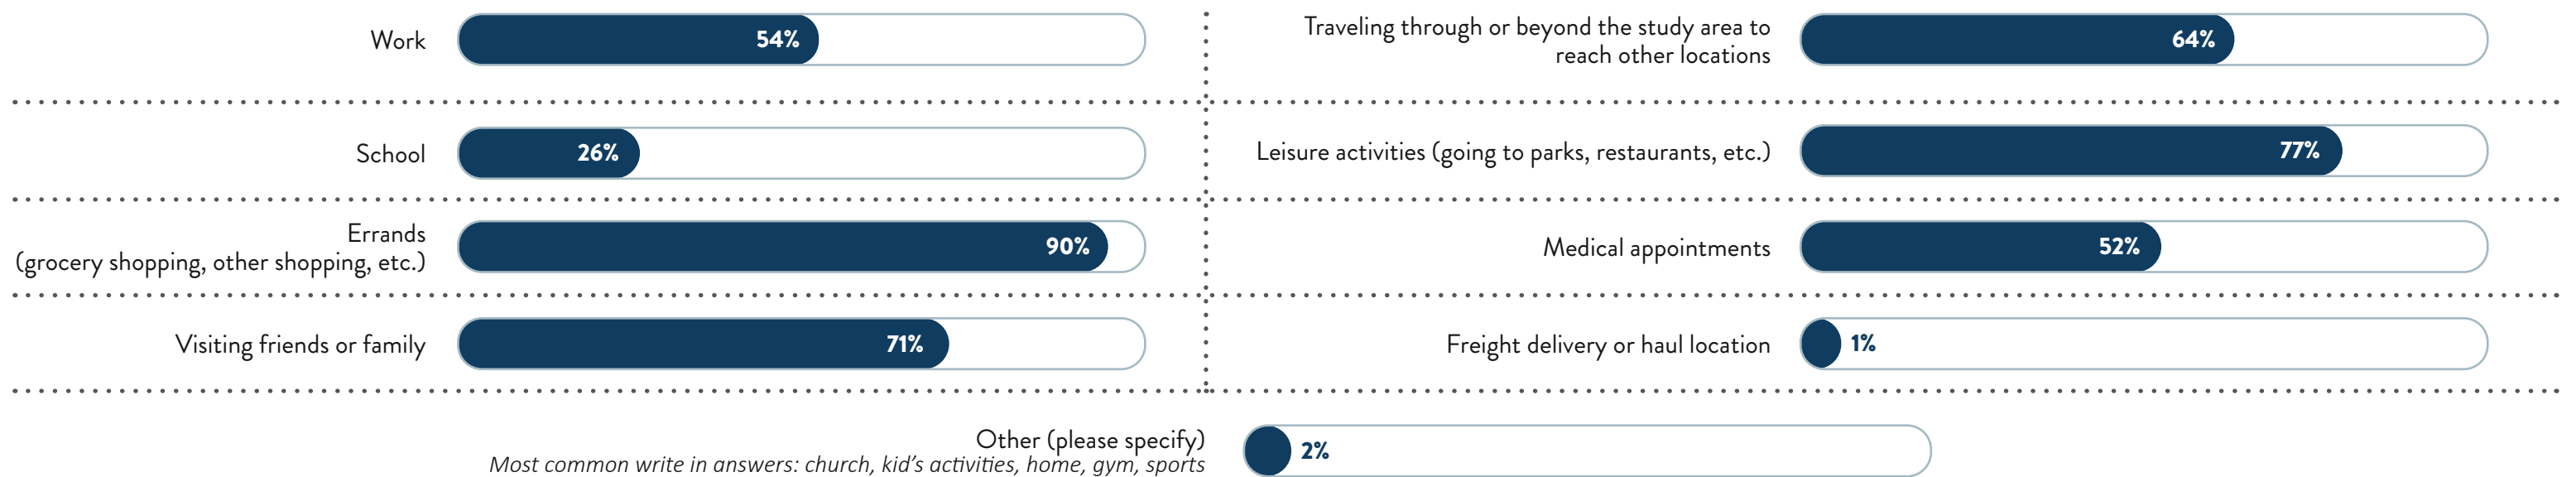 Work
54%
School
26%
Errands
(grocery shopping, other shopping, etc.)
90%
Visiting friends or family
71%
Traveling through or beyond the study area to
reach other locations
64%
Leisure activities (going to parks, restaurants, etc.)
77%
Medical appointments
52%
Freight delivery or haul location
1%
Other (please specify)
Most common write in answers: church, kid's activities, home, gym, sports
2%